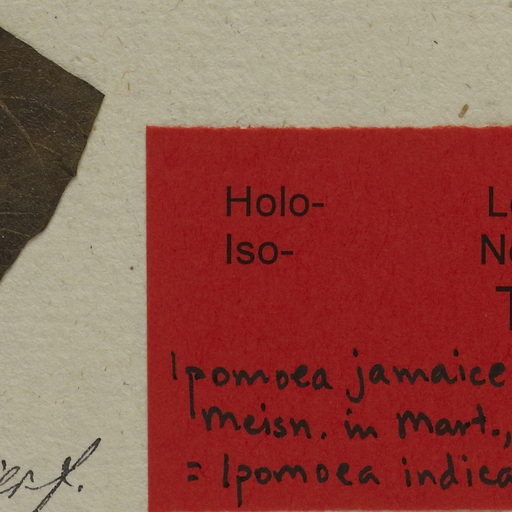 Holo-
Iso-
Ipomoea jamaice
Meisn. in Mart.,
= Ipomoea indica